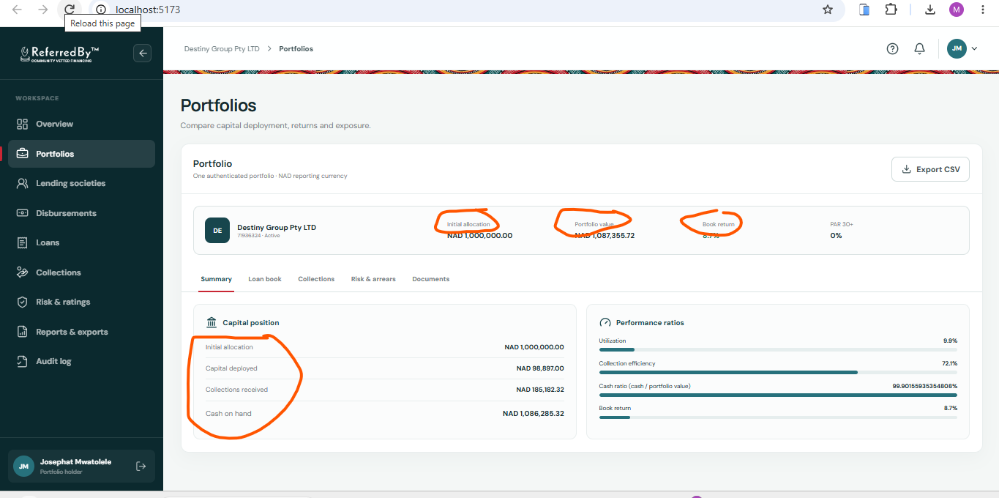 localhost:5173
M
Reload this page
ReferredBy™
COMMUNITY VETTED FINANCING
Destiny Group Pty LTD > Portfolios
JM
WORKSPACE
Overview
Portfolios
Lending societies
Disbursements
Loans
Collections
Risk & ratings
Reports & exports
Audit log
JM
Josephat Mwatolele
Portfolio holder
Portfolios
Compare capital deployment, returns and exposure.
Portfolio
One authenticated portfolio · NAD reporting currency
Export CSV
DE
Destiny Group Pty LTD
71936324 · Active
Initial allocation
NAD 1,000,000.00
Portfolio value
NAD 1,087,355.72
Book return
8.7%
PAR 30+
0%
Summary Loan book Collections Risk & arrears Documents
Capital position
Initial allocation NAD 1,000,000.00
Capital deployed NAD 98,897.00
Collections received NAD 185,182.32
Cash on hand NAD 1,086,285.32
Performance ratios
Utilization 9.9%
Collection efficiency 72.1%
Cash ratio (cash / portfolio value) 99.90155935354808%
Book return 8.7%